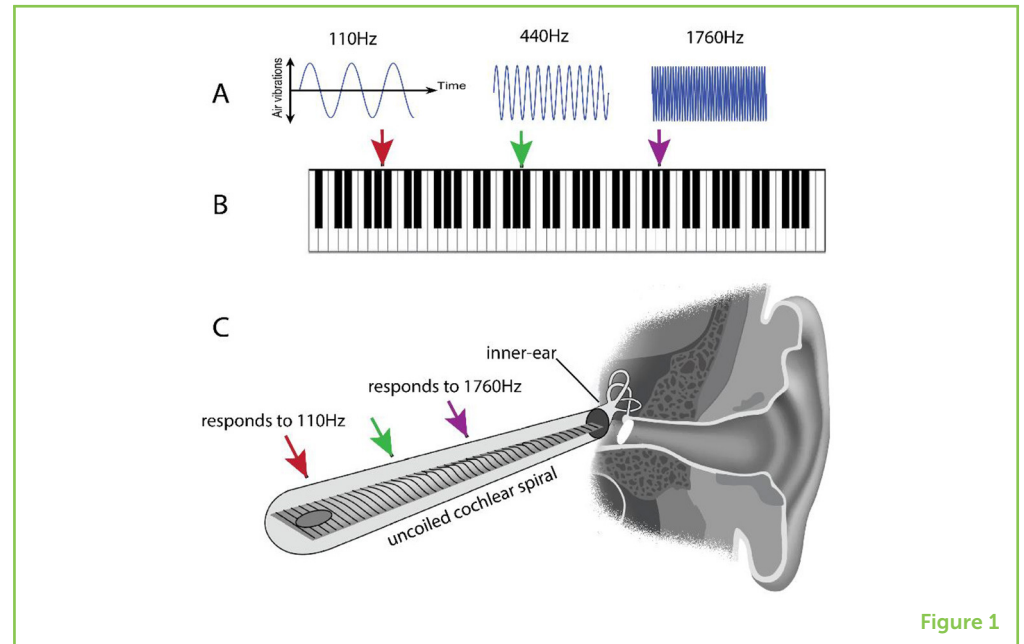 110Hz
440Hz
1760Hz
A
Air vibrations
Time
B
C
inner-ear
responds to 1760Hz
responds to 110Hz
uncoiled cochlear spiral
Figure 1